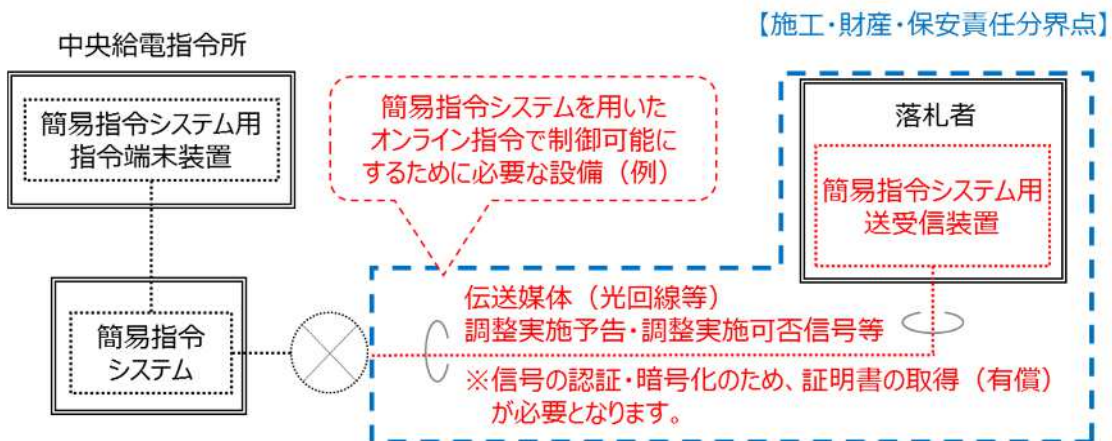 【施工・財産・保安責任分界点】
中央給電指令所
簡易指令システム用
指令端末装置
簡易指令システムを用いた
オンライン指令で制御可能に
するために必要な設備（例）
落札者
簡易指令システム用
送受信装置
簡易指令
システム
伝送媒体（光回線等）
調整実施予告・調整実施可否信号等
※信号の認証・暗号化のため、証明書の取得（有償）
が必要となります。